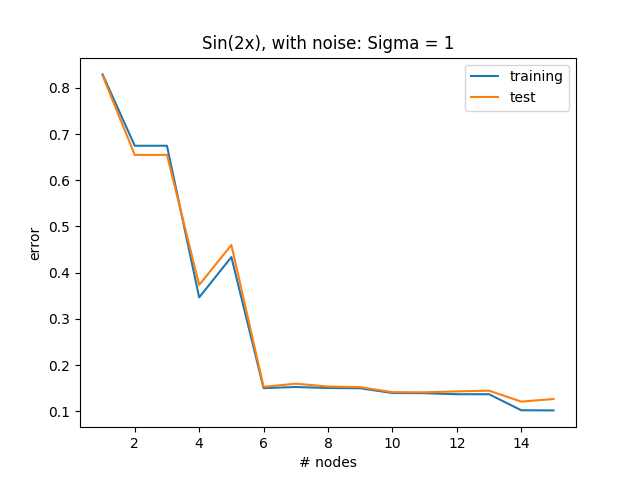 Sin(2x), with noise: Sigma = 1
training
test
error
0.8
0.7
0.6
0.5
0.4
0.3
0.2
0.1
2 4 6 8 10 12 14
# nodes